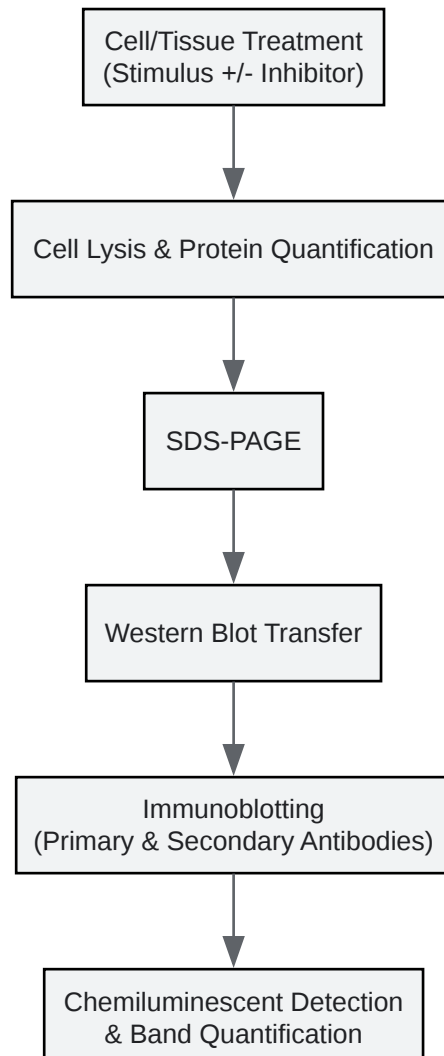 Cell/Tissue Treatment
(Stimulus +/- Inhibitor)
Cell Lysis & Protein Quantification
SDS-PAGE
Western Blot Transfer
Immunoblotting
(Primary & Secondary Antibodies)
Chemiluminescent Detection
& Band Quantification